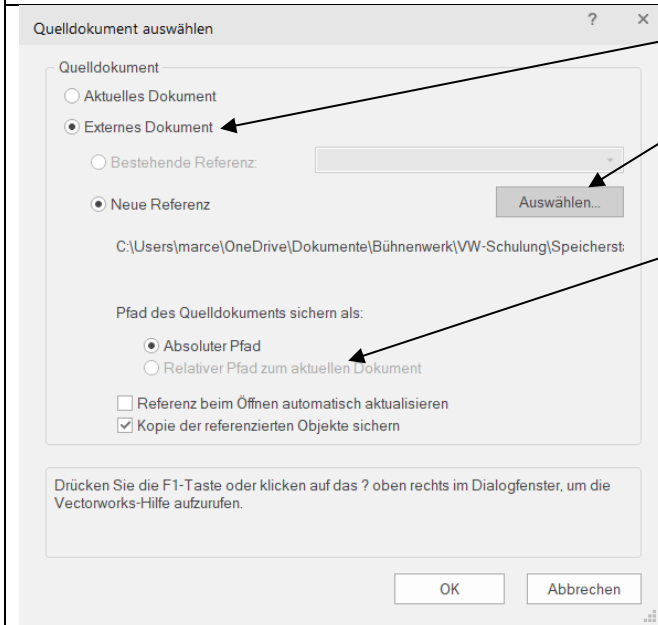 Quelldokument auswählen
? ×
Quelldokument
Aktuelles Dokument
Externes Dokument
Bestehende Referenz:
Neue Referenz
Auswählen...
C:\Users\marce\OneDrive\Dokumente\Bühnenwerk\VW-Schulung\Speicherst
Pfad des Quelldokuments sichern als:
Absoluter Pfad
Relativer Pfad zum aktuellen Dokument
Referenz beim Öffnen automatisch aktualisieren
Kopie der referenzierten Objekte sichern
Drücken Sie die F1-Taste oder klicken auf das ? oben rechts im Dialogfenster, um die
Vectorworks-Hilfe aufzurufen.
OK Abbrechen